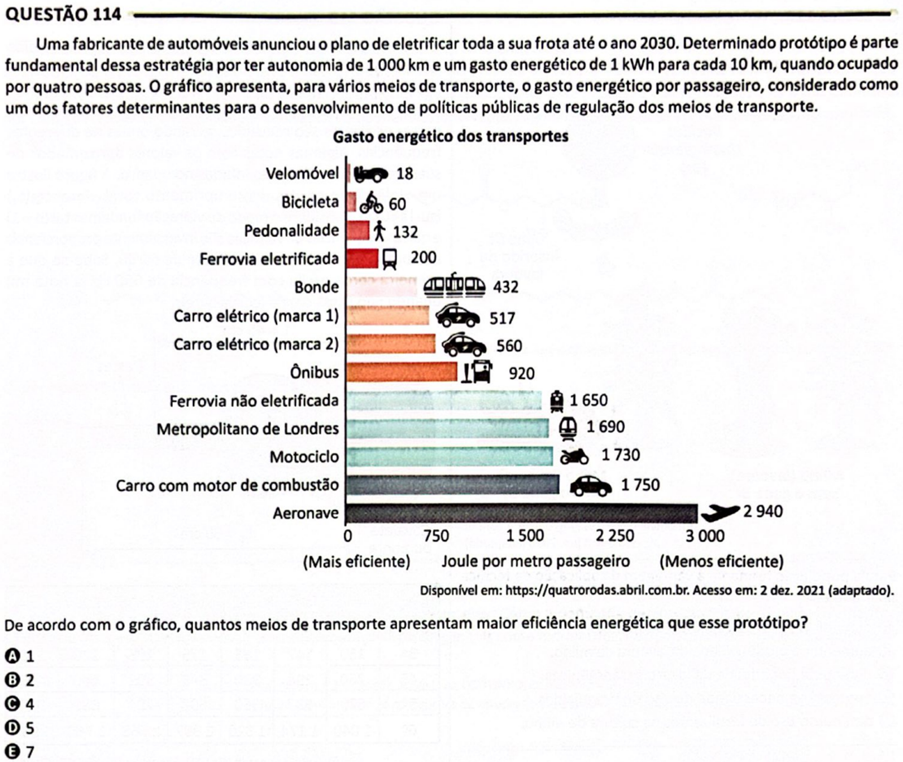 QUESTÃO 114
Uma fabricante de automóveis anunciou o plano de eletrificar toda a sua frota até o ano 2030. Determinado protótipo é parte
fundamental dessa estratégia por ter autonomia de 1 000 km e um gasto energético de 1 kWh para cada 10 km, quando ocupado
por quatro pessoas. O gráfico apresenta, para vários meios de transporte, o gasto energético por passageiro, considerado como
um dos fatores determinantes para o desenvolvimento de políticas públicas de regulação dos meios de transporte.
Gasto energético dos transportes
Velomóvel 18
Bicicleta 60
Pedonalidade 132
Ferrovia eletrificada 200
Bonde 432
Carro elétrico (marca 1) 517
Carro elétrico (marca 2) 560
Ônibus 920
Ferrovia não eletrificada 1 650
Metropolitano de Londres 1 690
Motociclo 1 730
Carro com motor de combustão 1 750
Aeronave 2 940
0 750 1 500 2 250 3 000
(Mais eficiente) Joule por metro passageiro (Menos eficiente)
Disponível em: https://quatrorodas.abril.com.br. Acesso em: 2 dez. 2021 (adaptado).
De acordo com o gráfico, quantos meios de transporte apresentam maior eficiência energética que esse protótipo?
A 1
B 2
C 4
D 5
E 7